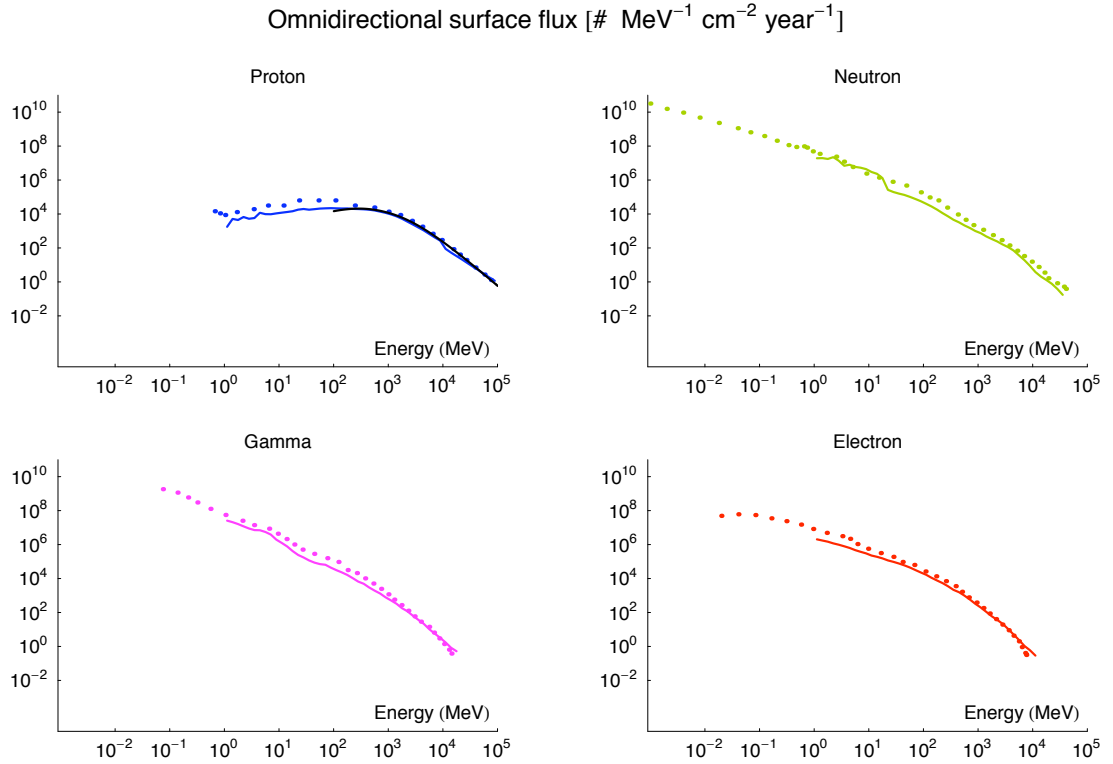 Omnidirectional surface flux [# MeV⁻¹ cm⁻² year⁻¹]
Proton
10¹⁰
10⁸
10⁶
10⁴
10²
10⁰
10⁻²
Energy (MeV)
10⁻² 10⁻¹ 10⁰ 10¹ 10² 10³ 10⁴ 10⁵
Neutron
10¹⁰
10⁸
10⁶
10⁴
10²
10⁰
10⁻²
Energy (MeV)
10⁻² 10⁻¹ 10⁰ 10¹ 10² 10³ 10⁴ 10⁵
Gamma
10¹⁰
10⁸
10⁶
10⁴
10²
10⁰
10⁻²
Energy (MeV)
10⁻² 10⁻¹ 10⁰ 10¹ 10² 10³ 10⁴ 10⁵
Electron
10¹⁰
10⁸
10⁶
10⁴
10²
10⁰
10⁻²
Energy (MeV)
10⁻² 10⁻¹ 10⁰ 10¹ 10² 10³ 10⁴ 10⁵